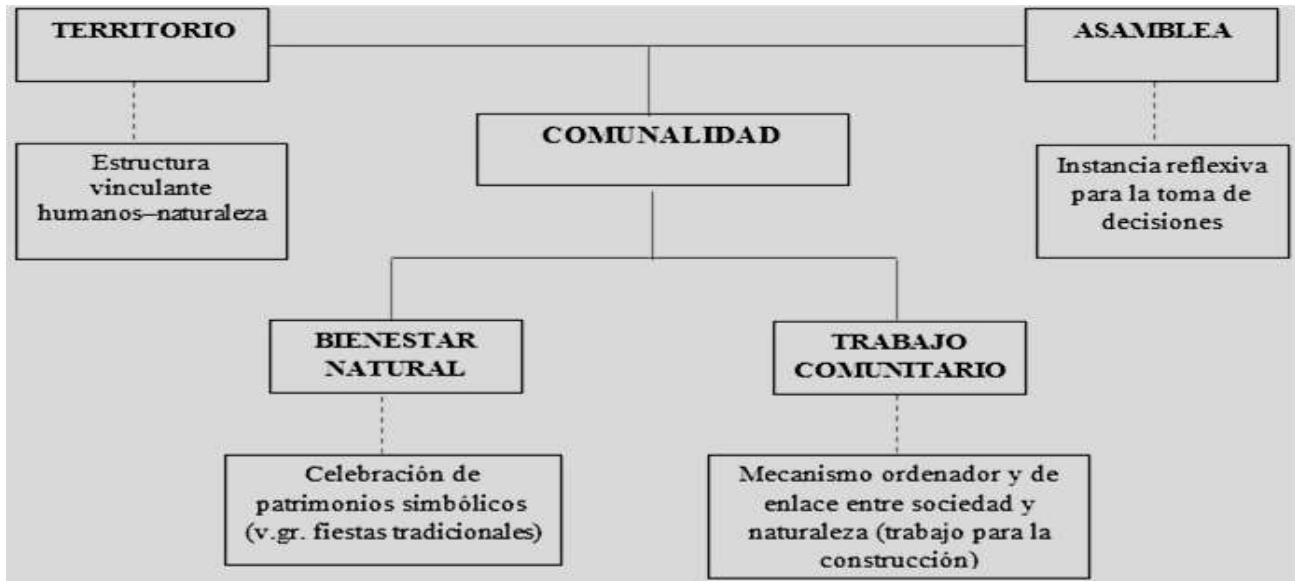 TERRITORIO
ASAMBLEA
COMUNALIDAD
Estructura
vinculante
humanos–naturaleza
Instancia reflexiva
para la toma de
decisiones
BIENESTAR
NATURAL
TRABAJO
COMUNITARIO
Celebración de
patrimonios simbólicos
(v.gr. fiestas tradicionales)
Mecanismo ordenador y de
enlace entre sociedad y
naturaleza (trabajo para la
construcción)